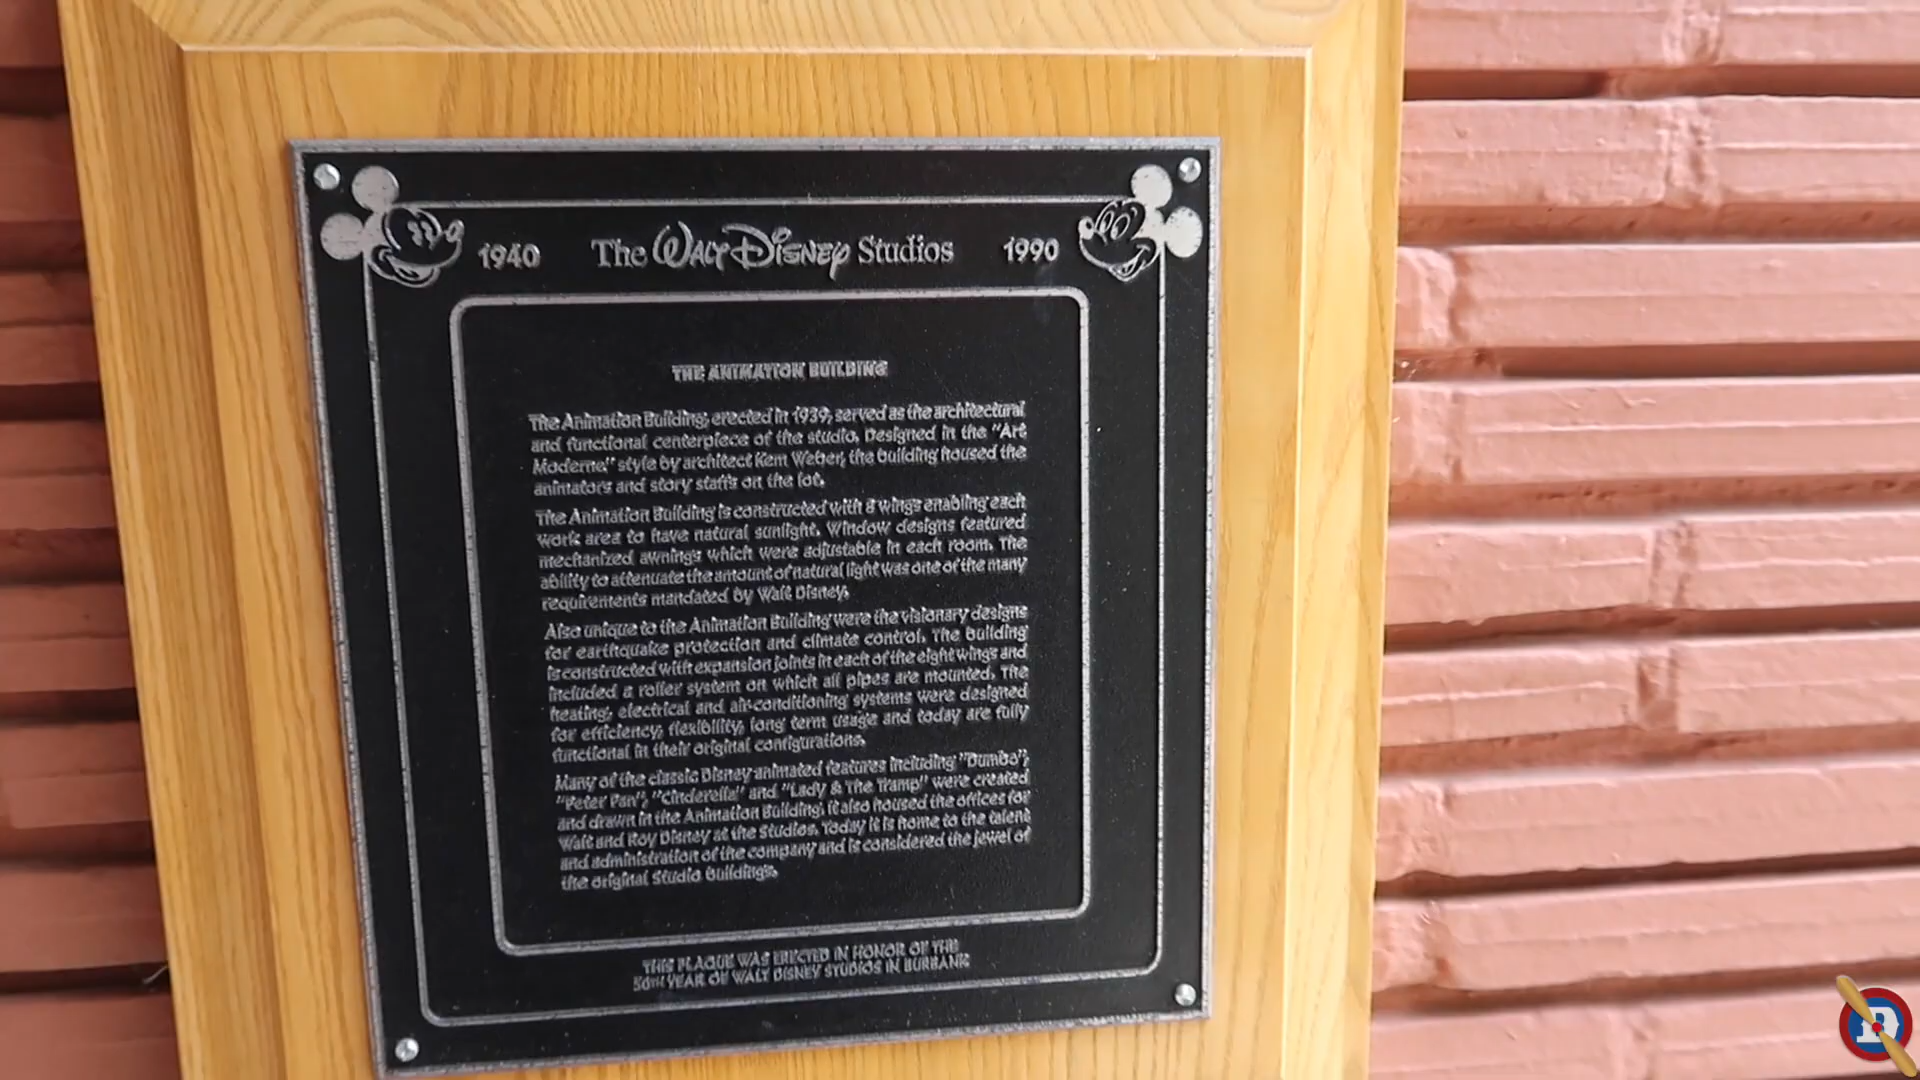 1940 The Walt Disney Studios 1990
THE ANIMATION BUILDING
The Animation Building, erected in 1939, served as the architectural
and functional centerpiece of the studio. Designed in the "Art
Moderne" style by architect Kem Weber, the building housed the
animators and story staffs on the lot.
The Animation Building is constructed with 8 wings enabling each
work area to have natural sunlight. Window designs featured
mechanized awnings which were adjustable in each room. The
ability to attenuate the amount of natural light was one of the many
requirements mandated by Walt Disney.
Also unique to the Animation Building were the visionary designs
for earthquake protection and climate control. The building
is constructed with expansion joints in each of the eight wings and
included a roller system on which all pipes are mounted. The
heating, electrical and air-conditioning systems were designed
for efficiency, flexibility, long term usage and today are fully
functional in their original configurations.
Many of the classic Disney animated features including "Dumbo",
"Peter Pan", "Cinderella" and "Lady & The Tramp" were created
and drawn in the Animation Building. It also housed the offices for
Walt and Roy Disney at the Studios. Today it is home to the talent
and administration of the company and is considered the jewel of
the original Studio buildings.
THIS PLAQUE WAS ERECTED IN HONOR OF THE
50TH YEAR OF WALT DISNEY STUDIOS IN BURBANK
D